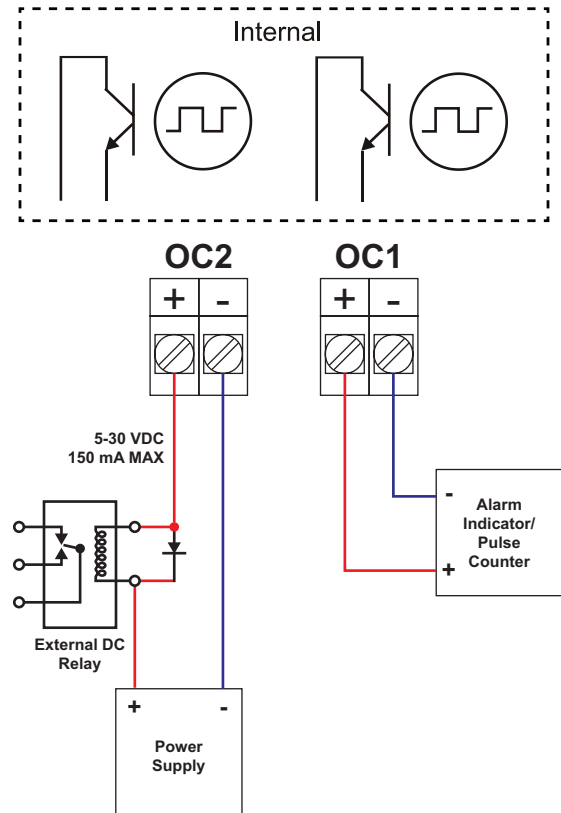 Internal
OC2 OC1
+ - + -
5-30 VDC
150 mA MAX
-
Alarm
Indicator/
Pulse
Counter
+
External DC
Relay
+ -
Power
Supply